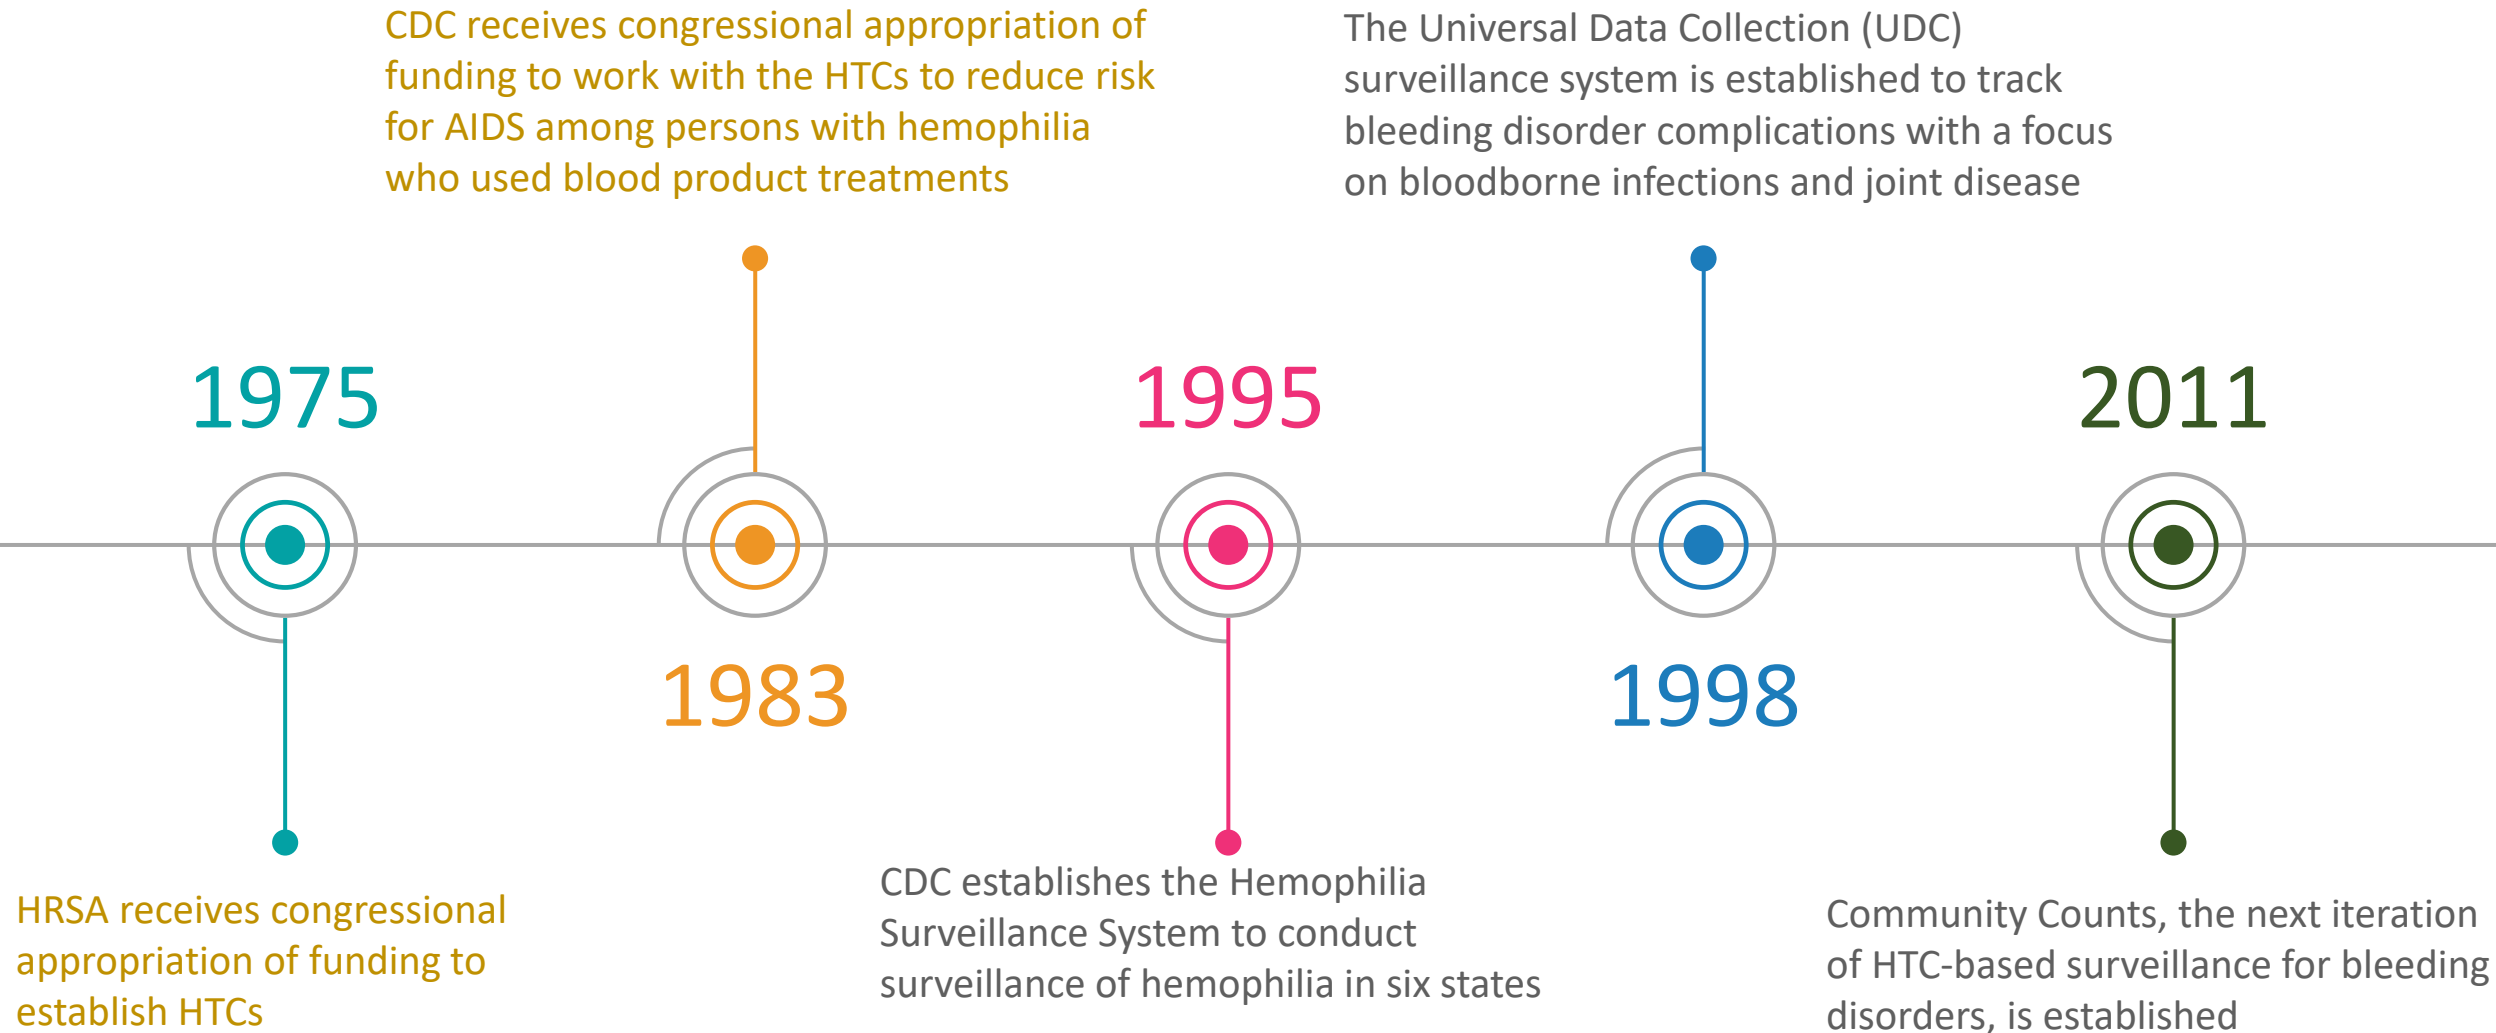 CDC receives congressional appropriation of
funding to work with the HTCs to reduce risk
for AIDS among persons with hemophilia
who used blood product treatments
The Universal Data Collection (UDC)
surveillance system is established to track
bleeding disorder complications with a focus
on bloodborne infections and joint disease
1975
1995
2011
1983
1998
HRSA receives congressional
appropriation of funding to
establish HTCs
CDC establishes the Hemophilia
Surveillance System to conduct
surveillance of hemophilia in six states
Community Counts, the next iteration
of HTC-based surveillance for bleeding
disorders, is established